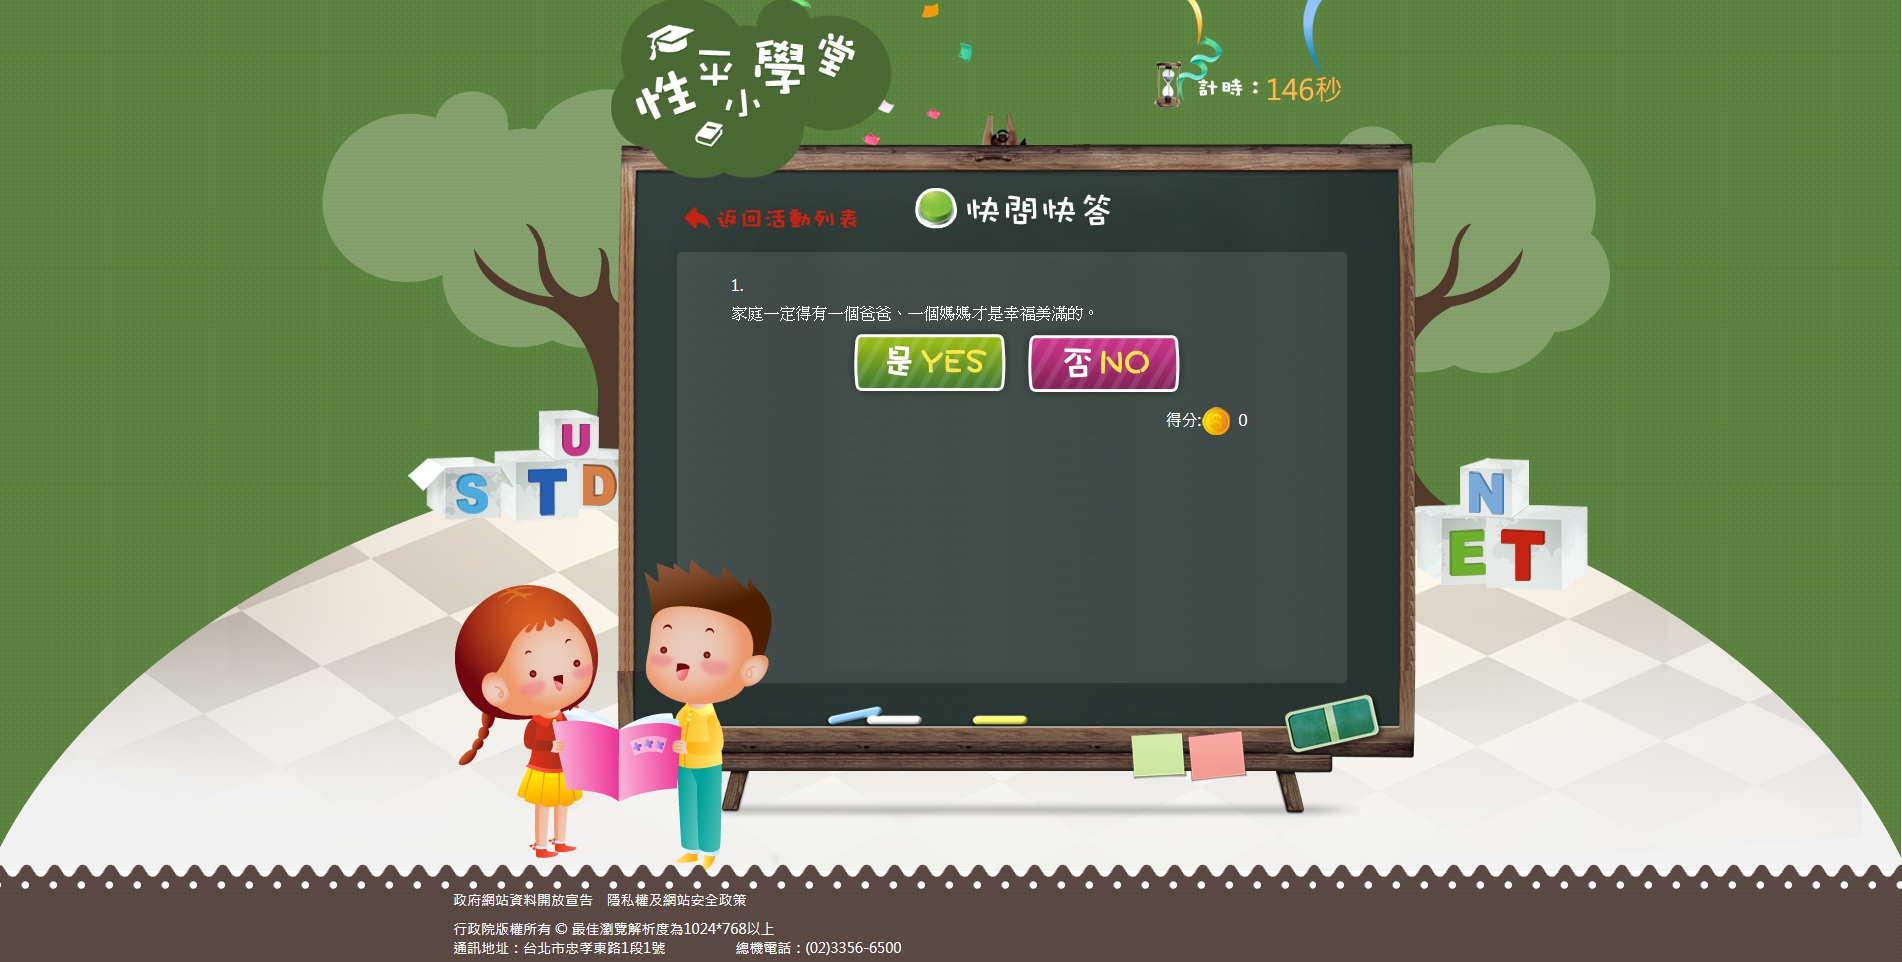 性平小學堂
計時：146秒
返回活動列表
快問快答
1.
家庭一定得有一個爸爸、一個媽媽才是幸福美滿的。
是YES 否NO
得分: 0
U
S T D
N
E T
政府網站資料開放宣告 隱私權及網站安全政策
行政院版權所有 © 最佳瀏覽解析度為1024*768以上
通訊地址：台北市忠孝東路1段1號 總機電話：(02)3356-6500